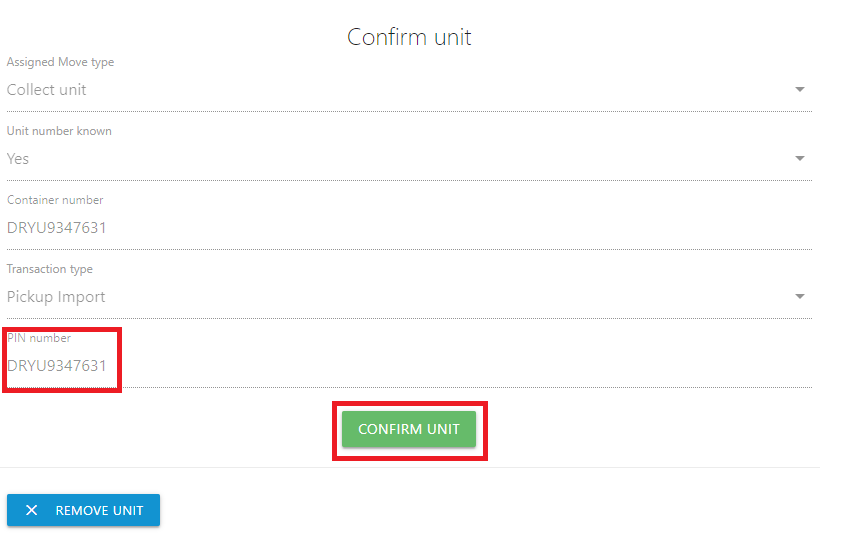 Confirm unit
Assigned Move type
Collect unit
Unit number known
Yes
Container number
DRYU9347631
Transaction type
Pickup Import
PIN number
DRYU9347631
CONFIRM UNIT
REMOVE UNIT